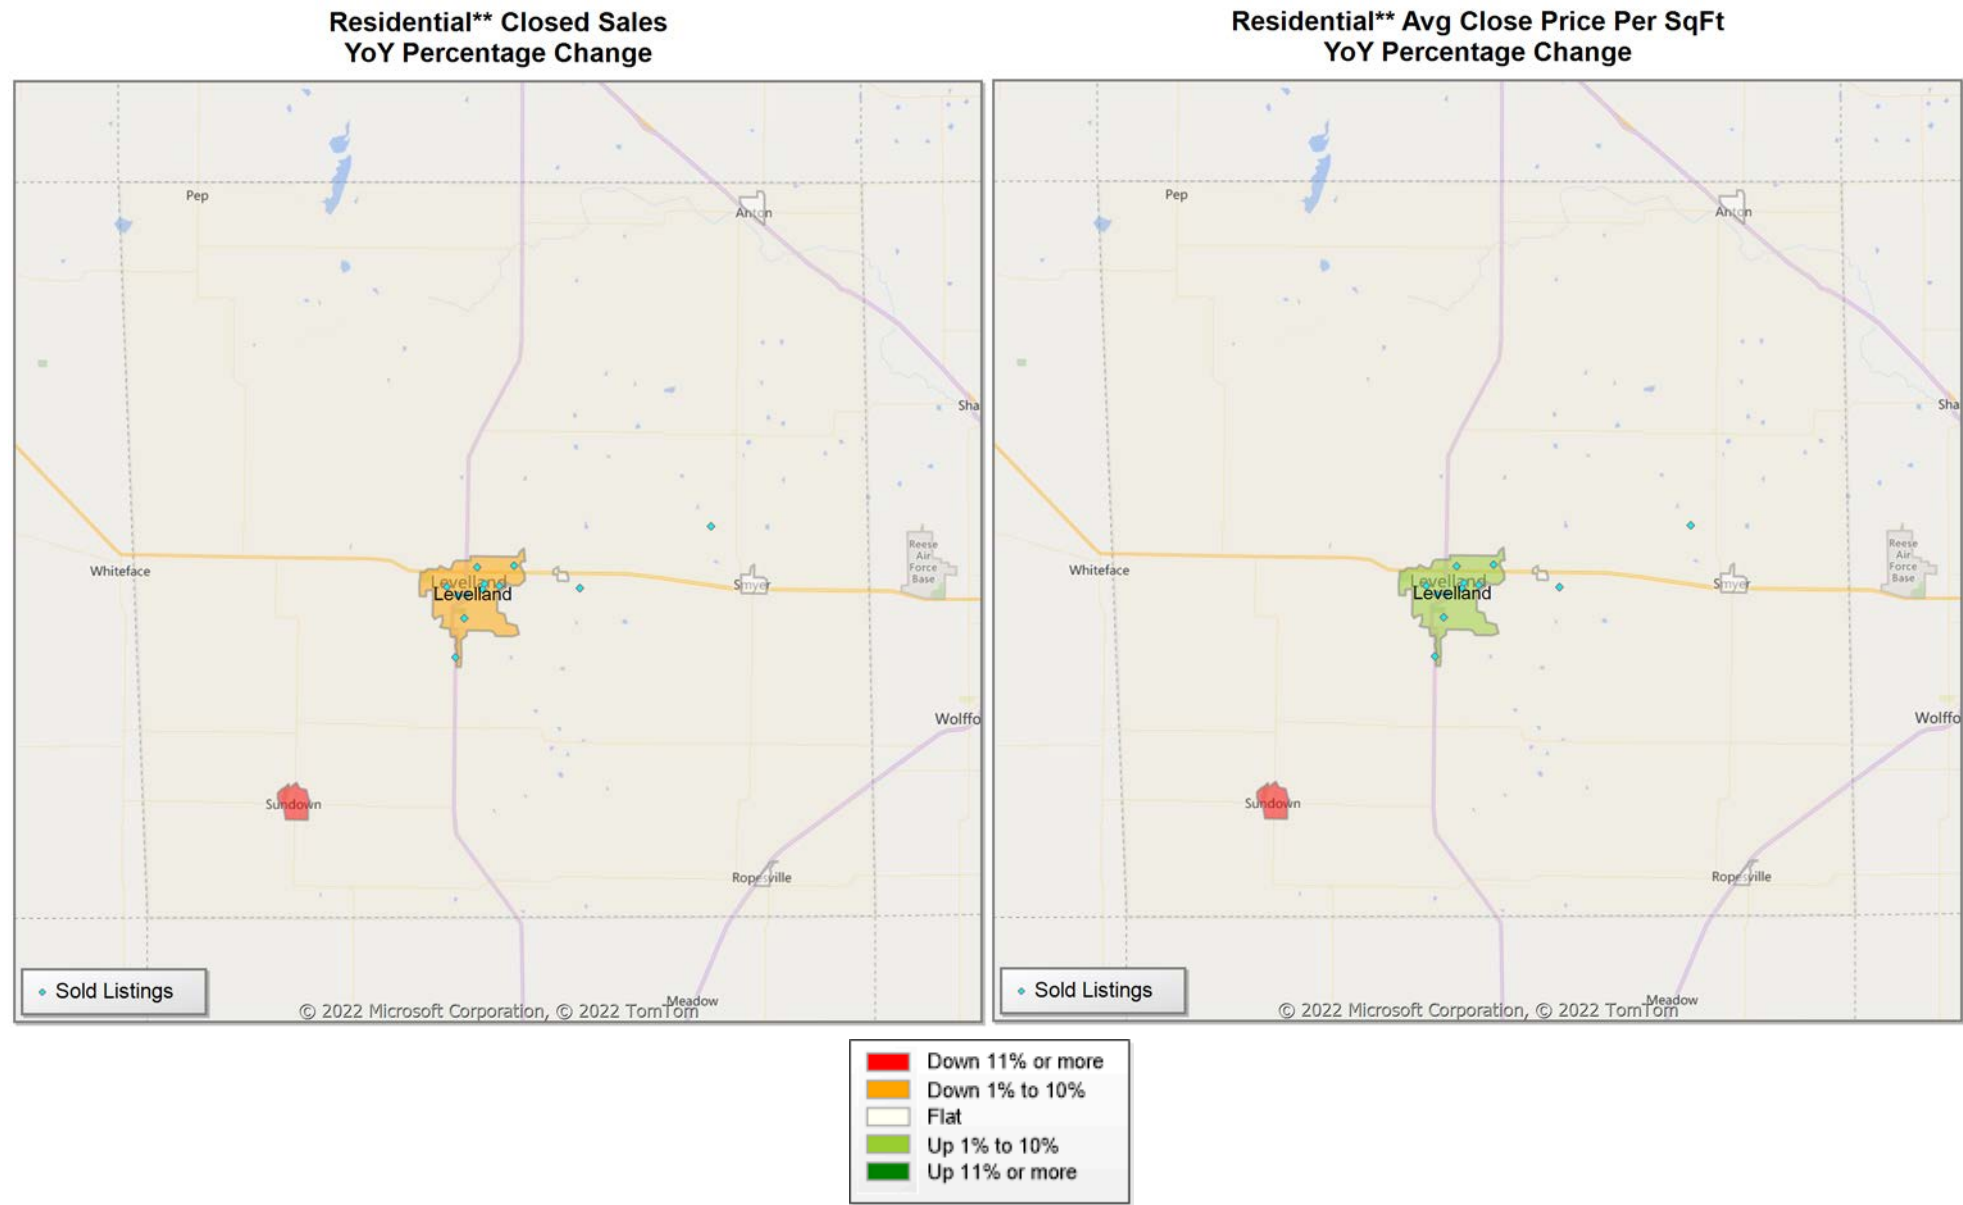 Residential** Closed Sales
YoY Percentage Change
Pep
Anton
Sha
Whiteface
Levelland
Levelland
Smyer
Reese
Air
Force
Base
Wolffo
Sundown
Ropesville
Meadow
Sold Listings
© 2022 Microsoft Corporation, © 2022 TomTom
Residential** Avg Close Price Per SqFt
YoY Percentage Change
Pep
Anton
Sha
Whiteface
Levelland
Levelland
Smyer
Reese
Air
Force
Base
Wolffo
Sundown
Ropesville
Meadow
Sold Listings
© 2022 Microsoft Corporation, © 2022 TomTom
Down 11% or more
Down 1% to 10%
Flat
Up 1% to 10%
Up 11% or more